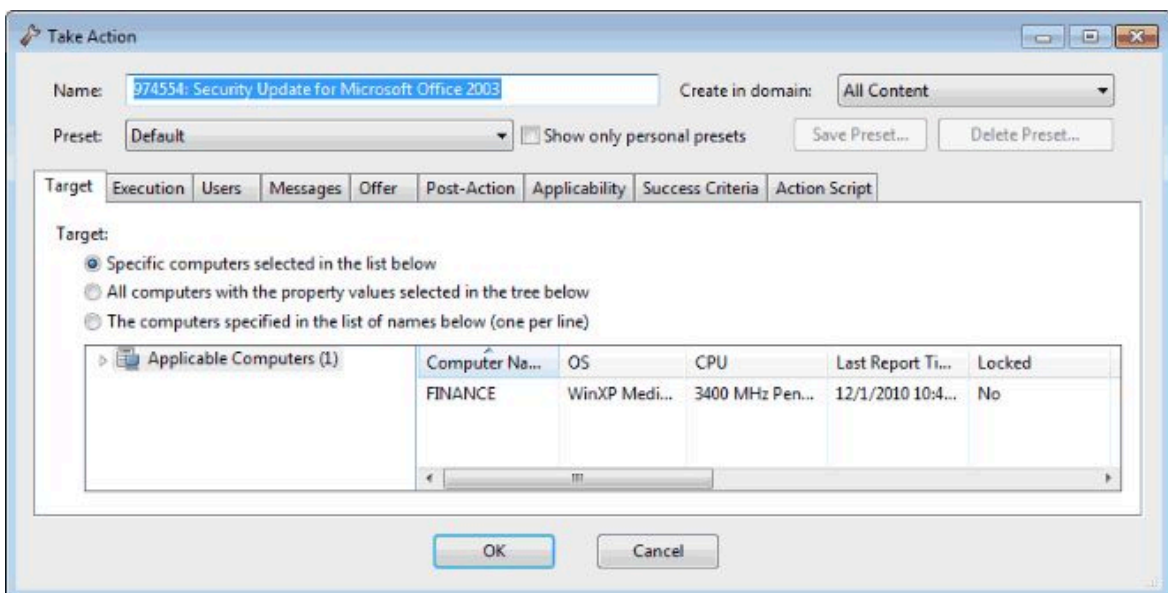 Take Action
Name: 974554: Security Update for Microsoft Office 2003 Create in domain: All Content
Preset: Default Show only personal presets Save Preset... Delete Preset...
Target Execution Users Messages Offer Post-Action Applicability Success Criteria Action Script
Target:
Specific computers selected in the list below
All computers with the property values selected in the tree below
The computers specified in the list of names below (one per line)
Applicable Computers (1) Computer Na... OS CPU Last Report Ti... Locked
FINANCE WinXP Medi... 3400 MHz Pen... 12/1/2010 10:4... No
OK Cancel